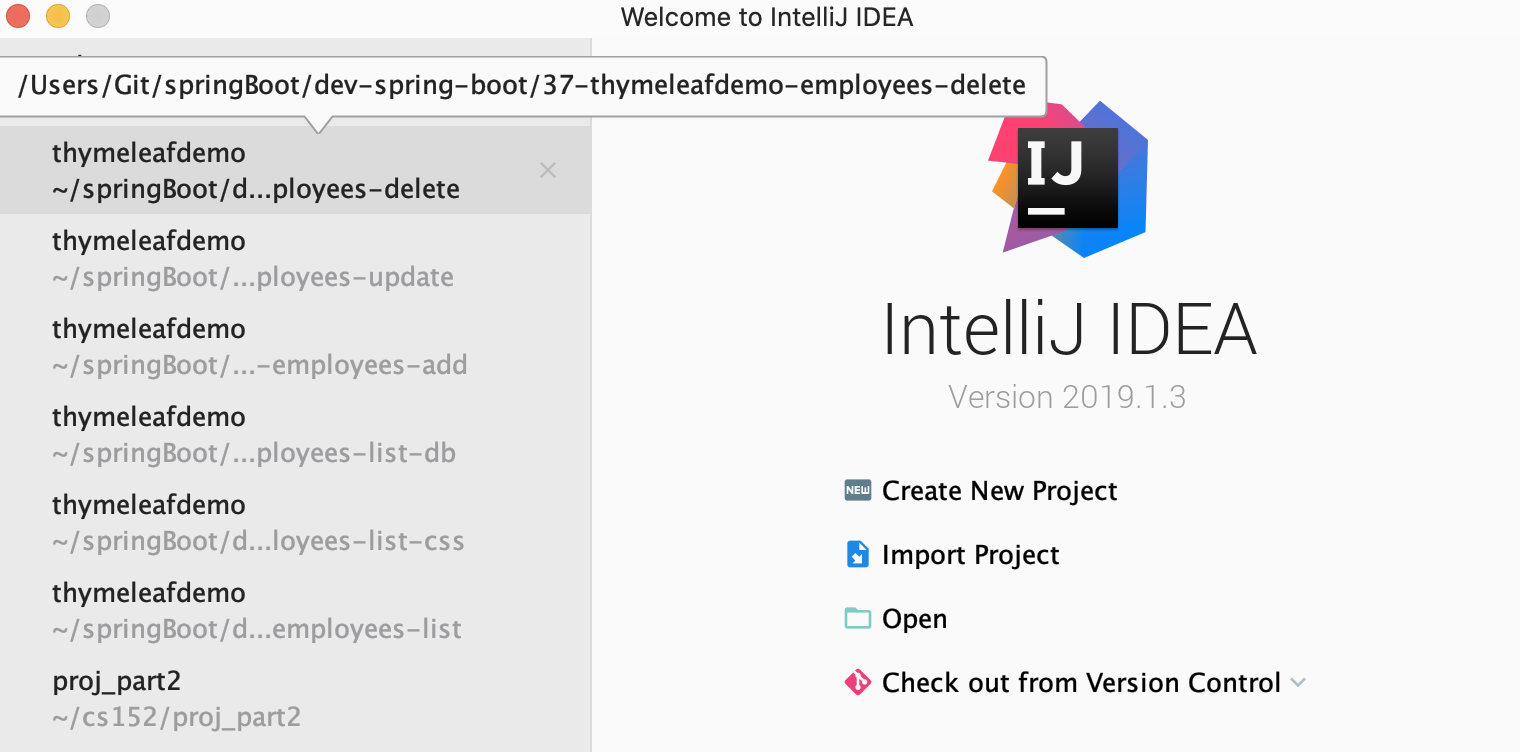 Welcome to IntelliJ IDEA
/Users/Git/springBoot/dev-spring-boot/37-thymeleafdemo-employees-delete
thymeleafdemo
~/springBoot/d...ployees-delete
thymeleafdemo
~/springBoot/...ployees-update
thymeleafdemo
~/springBoot/...-employees-add
thymeleafdemo
~/springBoot/...ployees-list-db
thymeleafdemo
~/springBoot/d...loyees-list-css
thymeleafdemo
~/springBoot/d...employees-list
proj_part2
~/cs152/proj_part2
IJ
IntelliJ IDEA
Version 2019.1.3
NEW Create New Project
Import Project
Open
Check out from Version Control